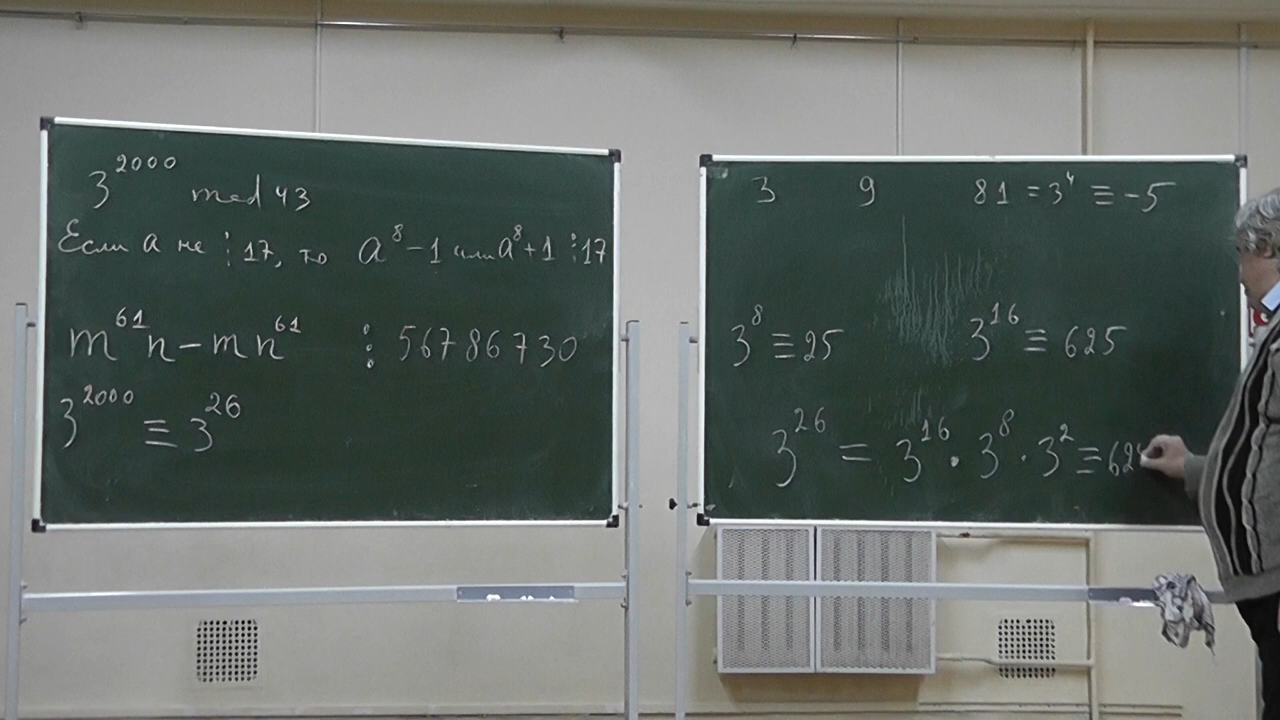 3^2000 mod 43
Если a не ⋮ 17, то a^8 − 1 или a^8 + 1 ⋮ 17
m^61 n − m n^61 ⋮ 56786730
3^2000 ≡ 3^26
3 9 81 = 3^4 ≡ −5
3^8 ≡ 25 3^16 ≡ 625
3^26 = 3^16 · 3^8 · 3^2 ≡ 62